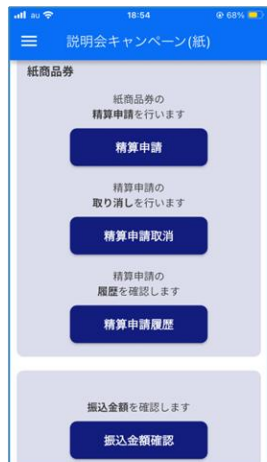 au 18:54 68%
説明会キャンペーン(紙)
紙商品券
紙商品券の
精算申請を行います
精算申請
精算申請の
取り消しを行います
精算申請取消
精算申請の
履歴を確認します
精算申請履歴
振込金額を確認します
振込金額確認